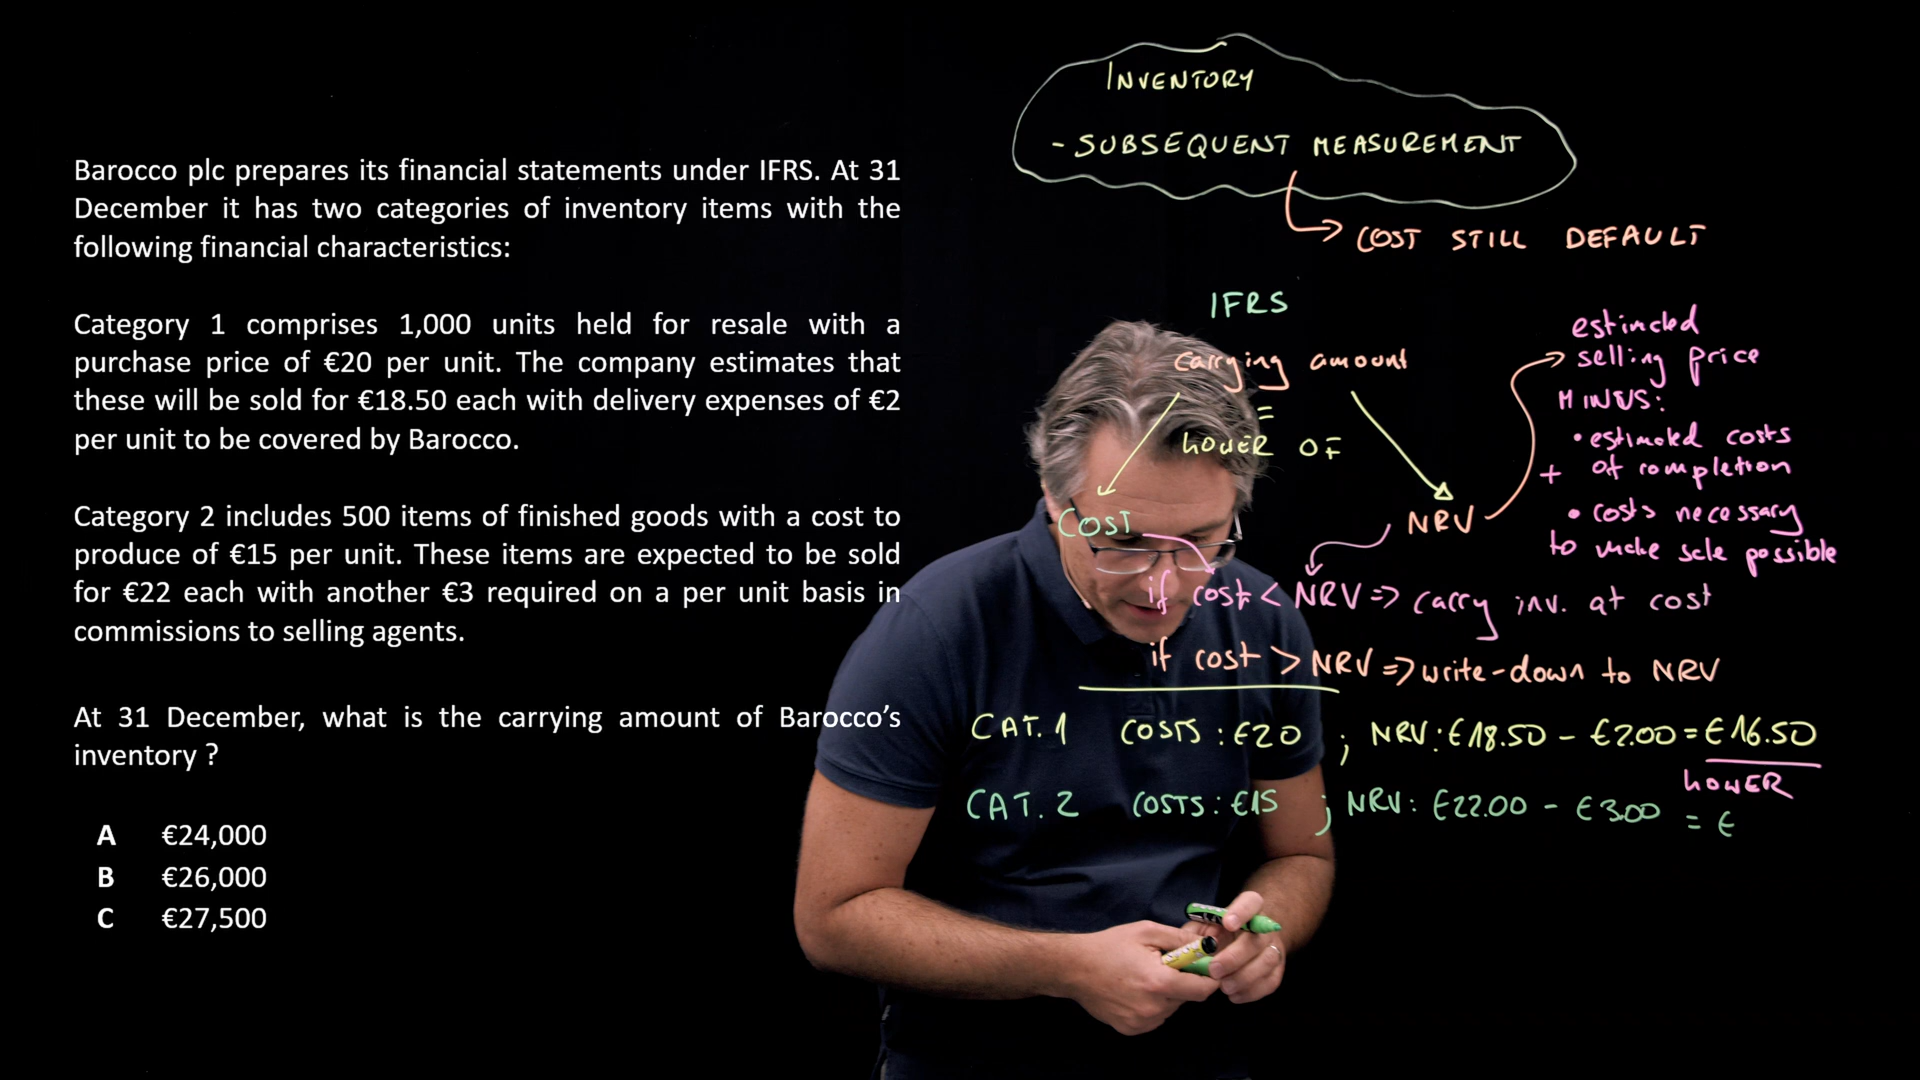 Barocco plc prepares its financial statements under IFRS. At 31
December it has two categories of inventory items with the
following financial characteristics:
Category 1 comprises 1,000 units held for resale with a
purchase price of €20 per unit. The company estimates that
these will be sold for €18.50 each with delivery expenses of €2
per unit to be covered by Barocco.
Category 2 includes 500 items of finished goods with a cost to
produce of €15 per unit. These items are expected to be sold
for €22 each with another €3 required on a per unit basis in
commissions to selling agents.
At 31 December, what is the carrying amount of Barocco's
inventory ?
A €24,000
B €26,000
C €27,500
INVENTORY
- SUBSEQUENT MEASUREMENT
COST STILL DEFAULT
IFRS
carrying amount
=
LOWER OF
COST
NRV
estimated
selling price
MINUS:
• estimated costs
+ of completion
• costs necessary
to make sale possible
if cost < NRV => carry inv. at cost
if cost > NRV => write-down to NRV
CAT. 1 COSTS : €20 ; NRV: €18.50 - €2.00 = €16.50
LOWER
CAT. 2 COSTS : €15 ; NRV: €22.00 - €3.00 = €